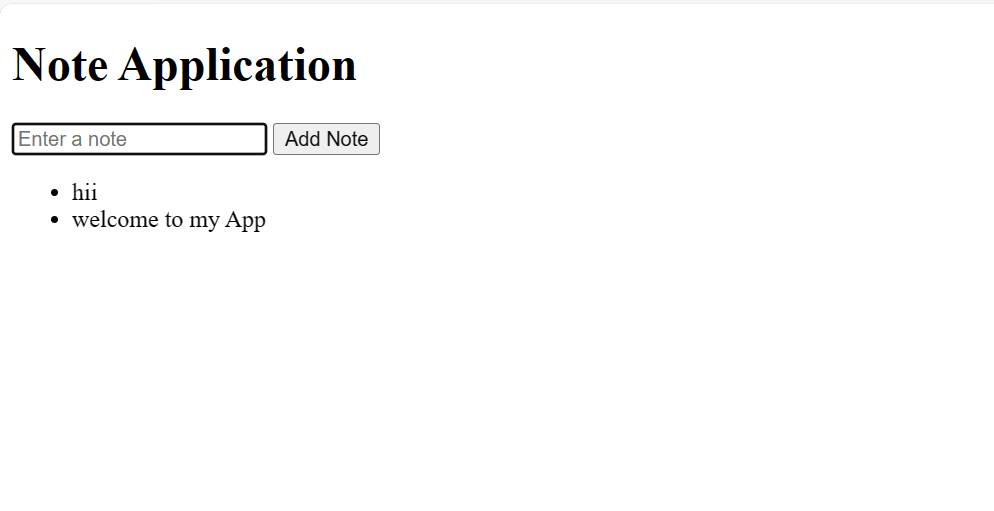 Note Application
Enter a note Add Note
hii
welcome to my App